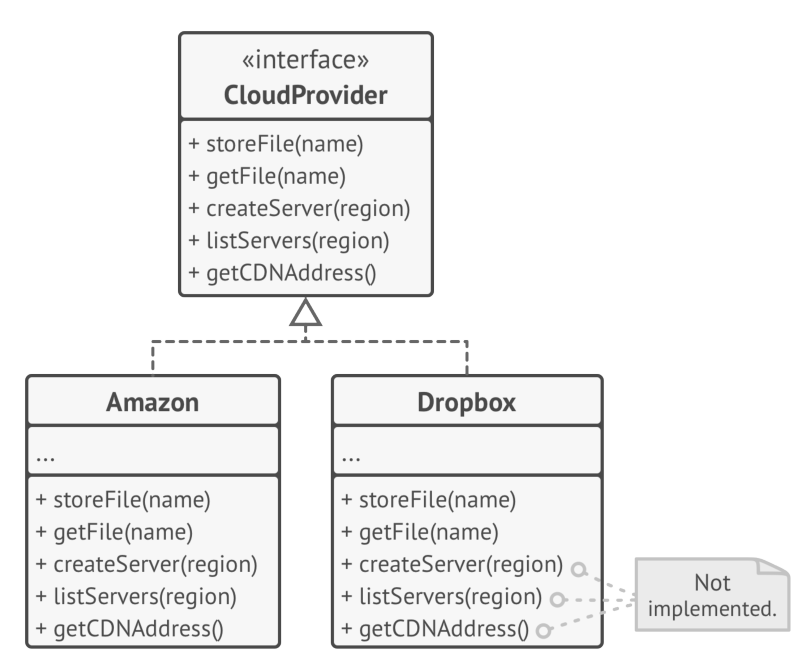 «interface»
CloudProvider
+ storeFile(name)
+ getFile(name)
+ createServer(region)
+ listServers(region)
+ getCDNAddress()
Amazon
...
+ storeFile(name)
+ getFile(name)
+ createServer(region)
+ listServers(region)
+ getCDNAddress()
Dropbox
...
+ storeFile(name)
+ getFile(name)
+ createServer(region)
+ listServers(region)
+ getCDNAddress()
Not
implemented.